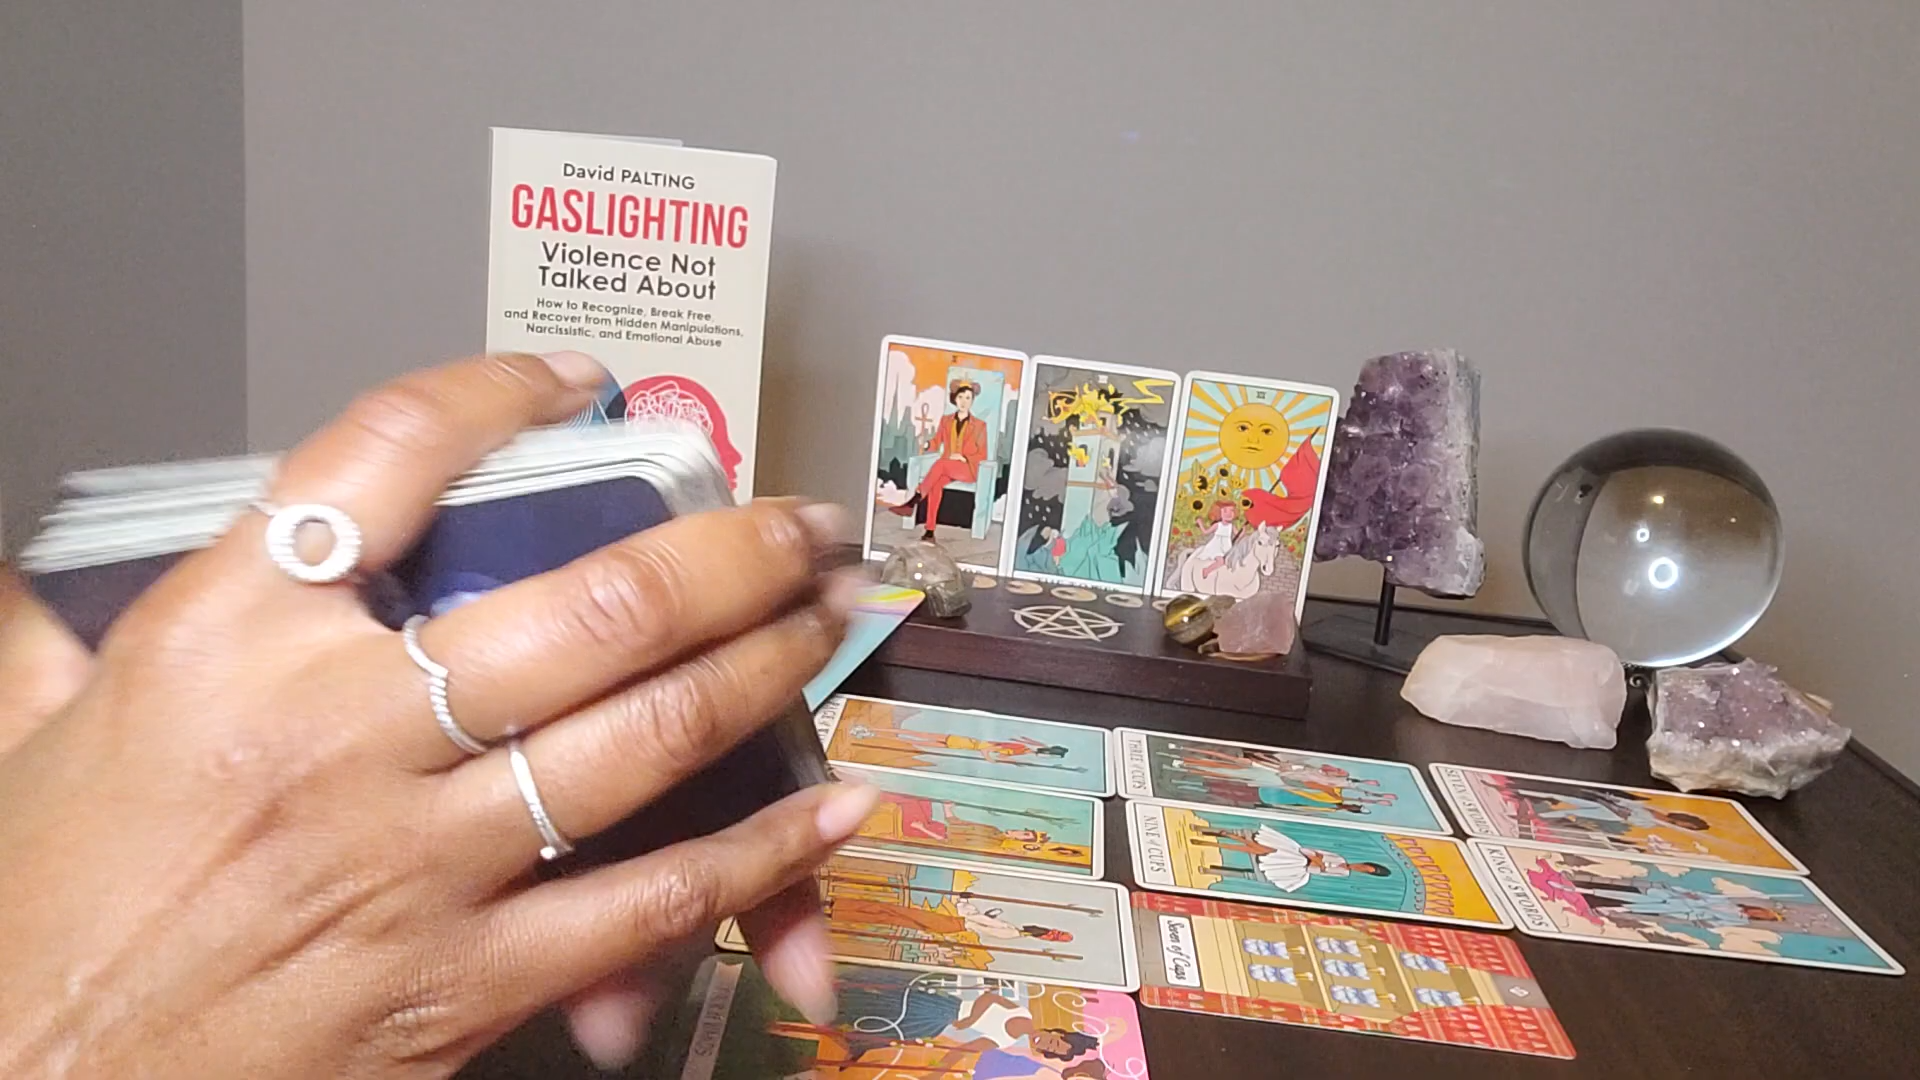 David PALTING
GASLIGHTING
Violence Not
Talked About
How to Recognize, Break Free,
and Recover from Hidden Manipulations,
Narcissistic, and Emotional Abuse
X
THREE of CUPS
SEVEN of SWORDS
NINE of CUPS
KING of SWORDS
Seven of Cups